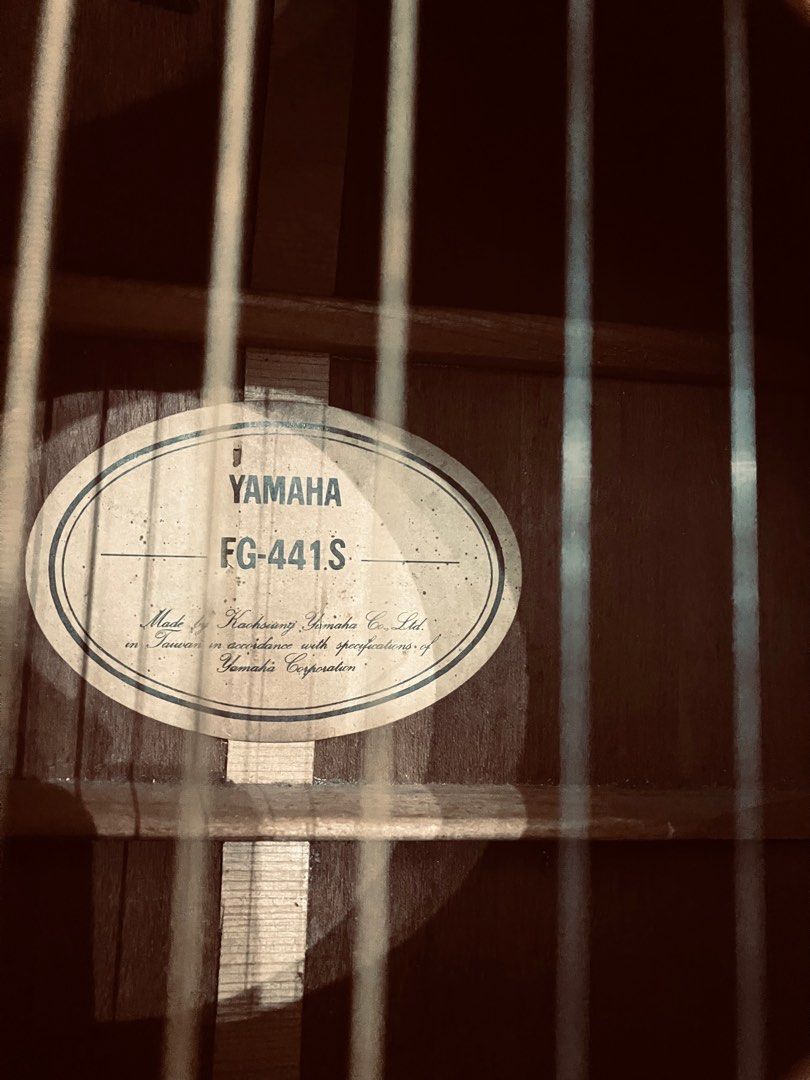 YAMAHA
FG-441S
Made by Kaohsiung Yamaha Co., Ltd.
in Taiwan in accordance with specifications of
Yamaha Corporation